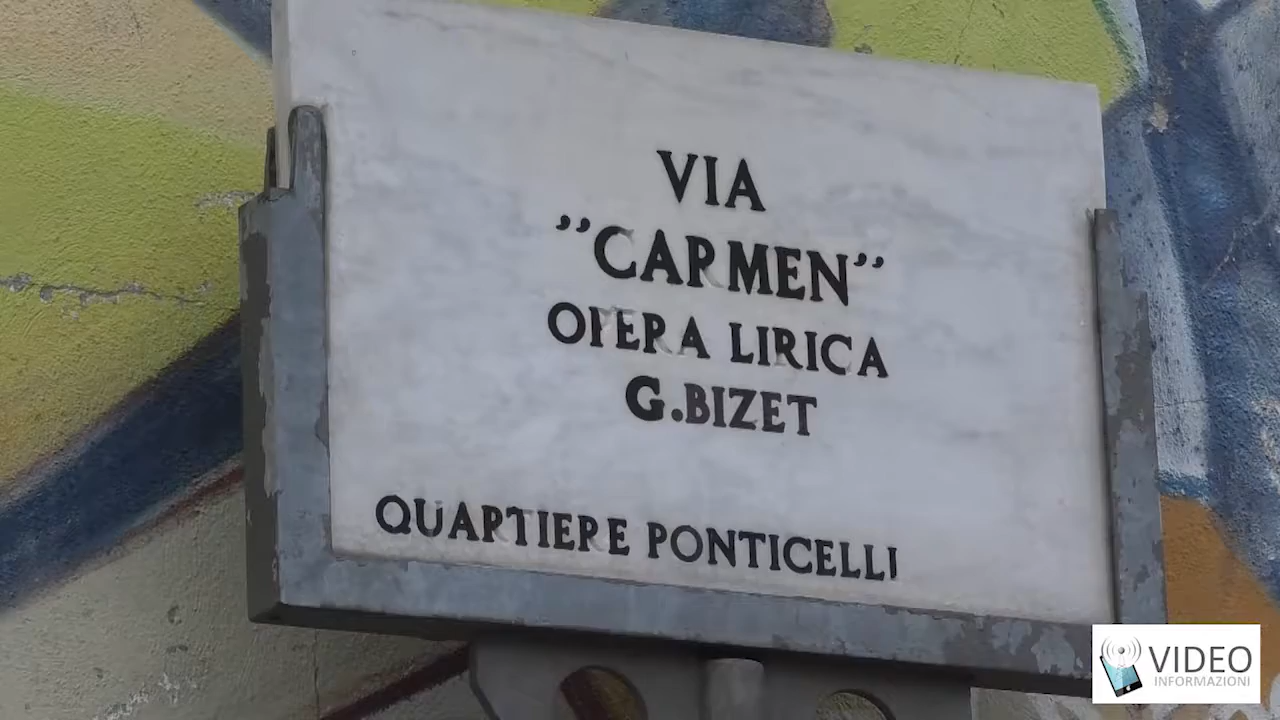 VIA
”CARMEN”
OPERA LIRICA
G.BIZET
QUARTIERE PONTICELLI
VIDEO
INFORMAZIONI